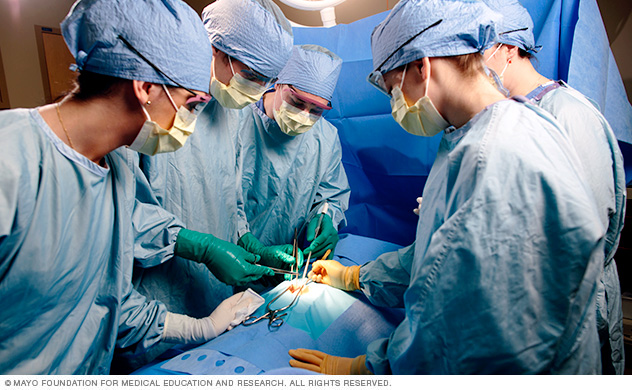 © MAYO FOUNDATION FOR MEDICAL EDUCATION AND RESEARCH. ALL RIGHTS RESERVED.